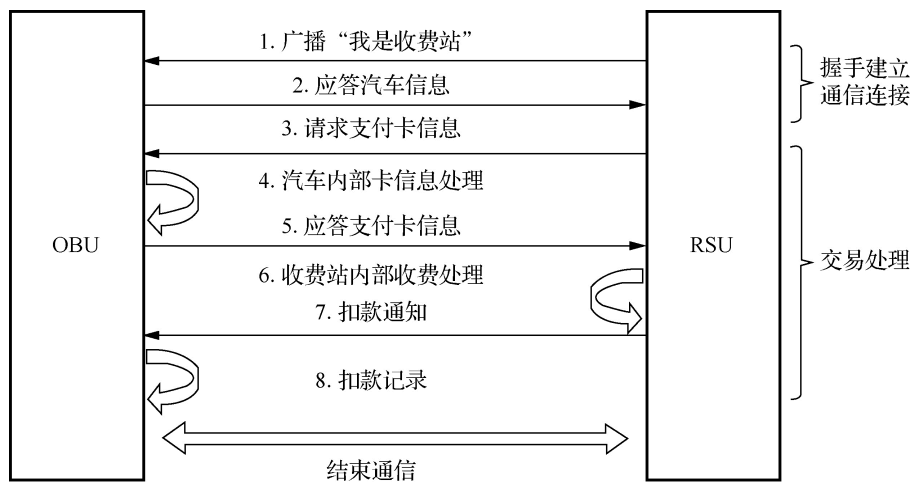 1. 广播“我是收费站”
2. 应答汽车信息
握手建立
通信连接
3. 请求支付卡信息
4. 汽车内部卡信息处理
5. 应答支付卡信息
OBU
RSU
交易处理
6. 收费站内部收费处理
7. 扣款通知
8. 扣款记录
结束通信